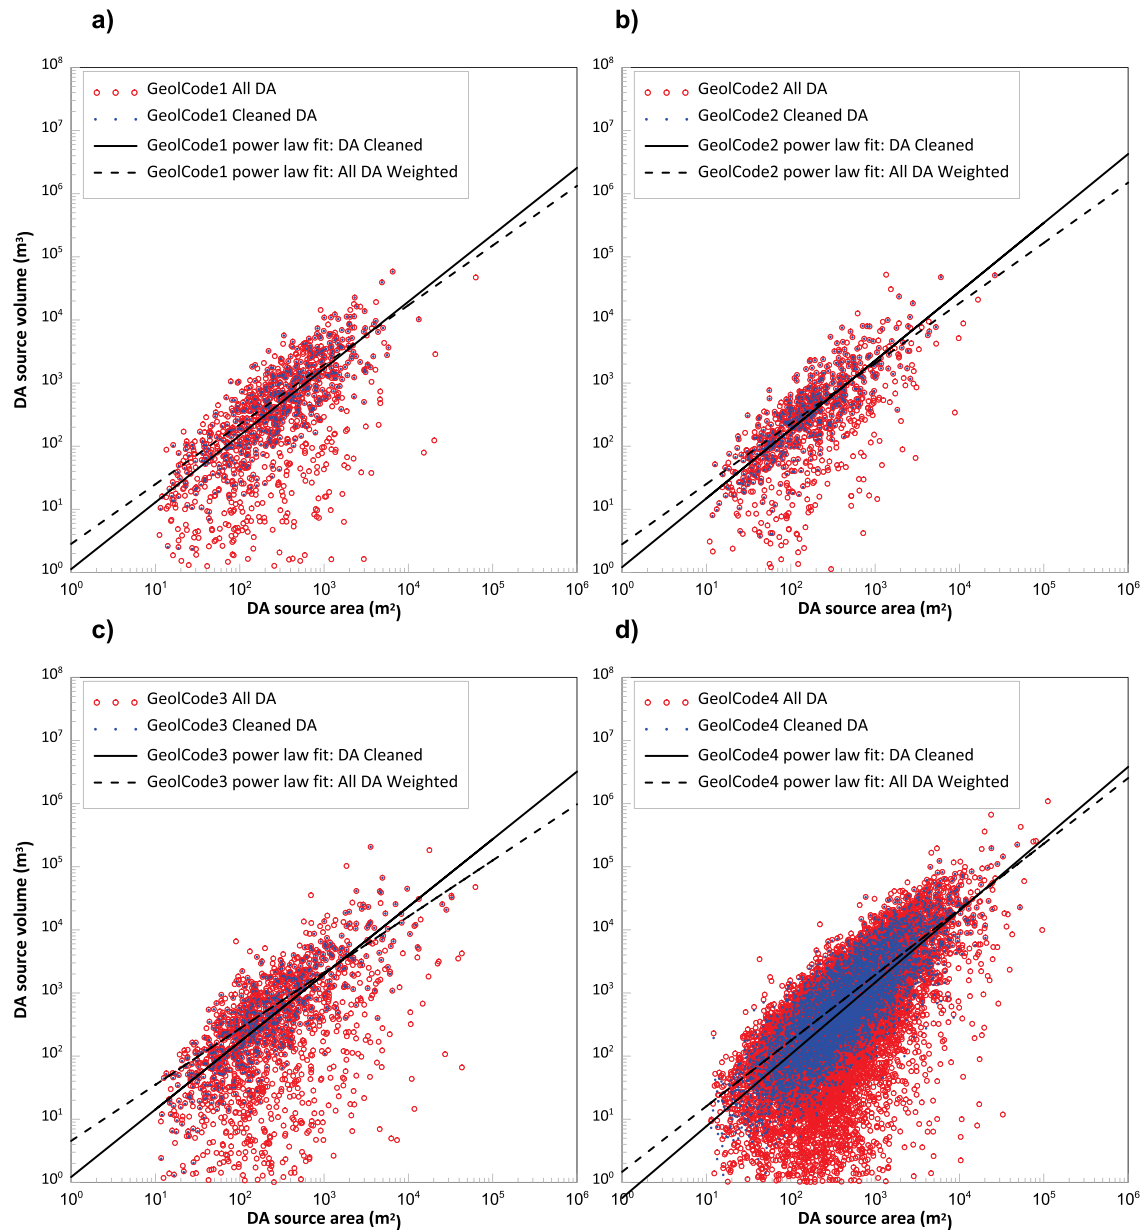 a)
10⁸
10⁷
10⁶
10⁵
10⁴
10³
10²
10¹
10⁰
DA source volume (m³)
GeolCode1 All DA
GeolCode1 Cleaned DA
GeolCode1 power law fit: DA Cleaned
GeolCode1 power law fit: All DA Weighted
10⁰ 10¹ 10² 10³ 10⁴ 10⁵ 10⁶
DA source area (m²)
b)
10⁸
10⁷
10⁶
10⁵
10⁴
10³
10²
10¹
10⁰
GeolCode2 All DA
GeolCode2 Cleaned DA
GeolCode2 power law fit: DA Cleaned
GeolCode2 power law fit: All DA Weighted
10⁰ 10¹ 10² 10³ 10⁴ 10⁵ 10⁶
DA source area (m²)
c)
10⁸
10⁷
10⁶
10⁵
10⁴
10³
10²
10¹
10⁰
DA source volume (m³)
GeolCode3 All DA
GeolCode3 Cleaned DA
GeolCode3 power law fit: DA Cleaned
GeolCode3 power law fit: All DA Weighted
10⁰ 10¹ 10² 10³ 10⁴ 10⁵ 10⁶
DA source area (m²)
d)
10⁸
10⁷
10⁶
10⁵
10⁴
10³
10²
10¹
10⁰
GeolCode4 All DA
GeolCode4 Cleaned DA
GeolCode4 power law fit: DA Cleaned
GeolCode4 power law fit: All DA Weighted
10⁰ 10¹ 10² 10³ 10⁴ 10⁵ 10⁶
DA source area (m²)